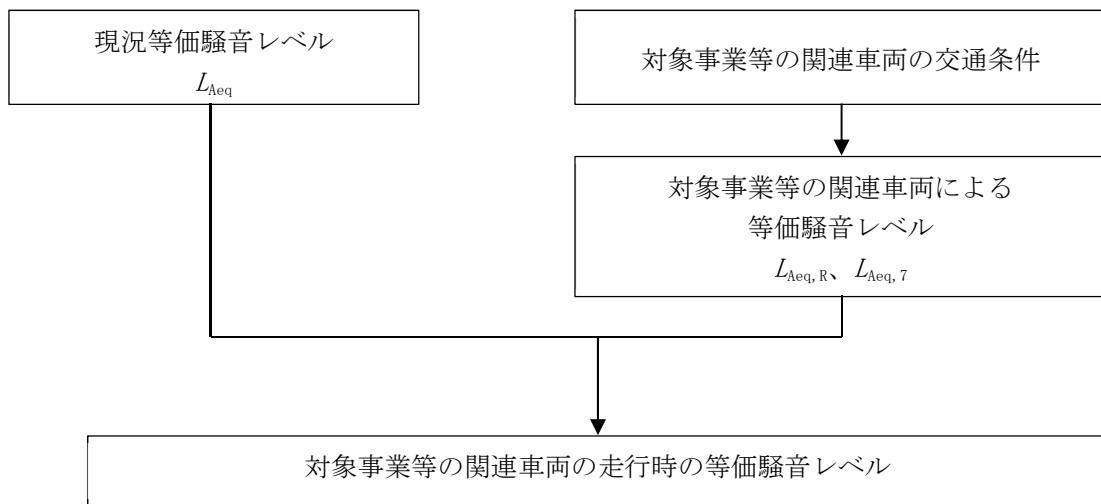 現況等価騒音レベル
LAeq
対象事業等の関連車両の交通条件
対象事業等の関連車両による
等価騒音レベル
LAeq,R、LAeq,7
対象事業等の関連車両の走行時の等価騒音レベル